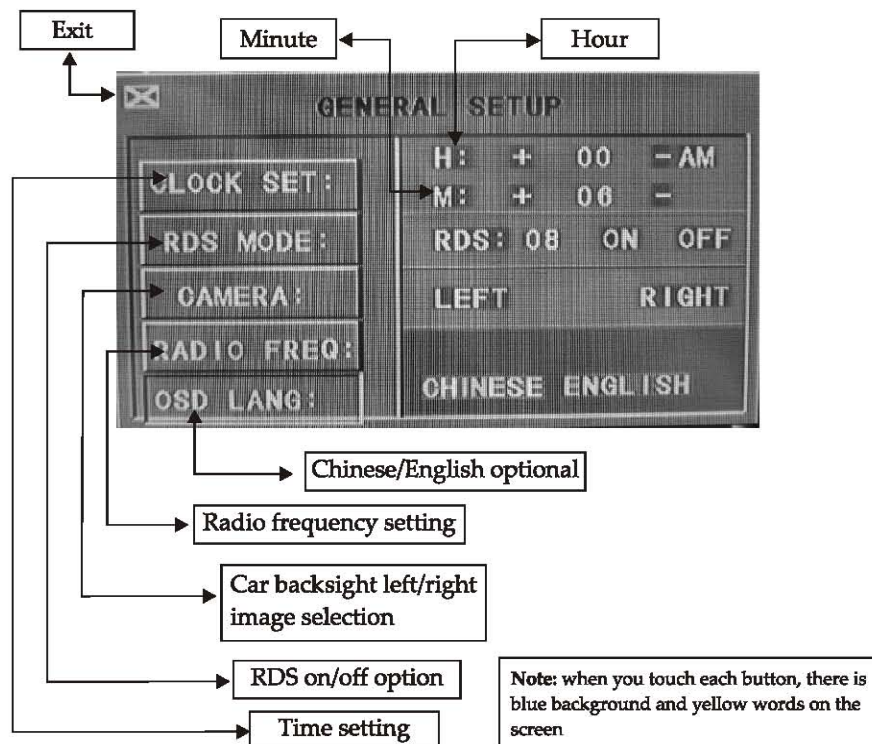 Exit
Minute
Hour
GENERAL SETUP
CLOCK SET:
H: + 00 - AM
M: + 06 -
RDS MODE:
RDS: 08 ON OFF
CAMERA:
LEFT RIGHT
RADIO FREQ:
OSD LANG:
CHINESE ENGLISH
Chinese/English optional
Radio frequency setting
Car backsight left/right
image selection
RDS on/off option
Time setting
Note: when you touch each button, there is
blue background and yellow words on the
screen